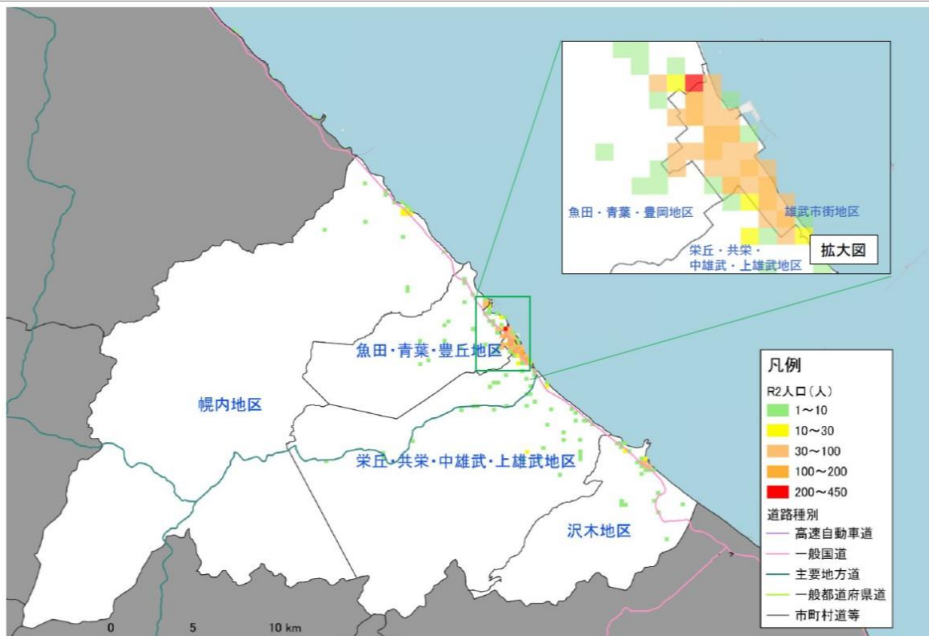 魚田・青葉・豊岡地区
雄武市街地区
栄丘・共栄・
中雄武・上雄武地区
拡大図
魚田・青葉・豊丘地区
幌内地区
栄丘・共栄・中雄武・上雄武地区
沢木地区
凡例
R2人口(人)
1~10
10~30
30~100
100~200
200~450
道路種別
高速自動車道
一般国道
主要地方道
一般都道府県道
市町村道等
0 5 10 km